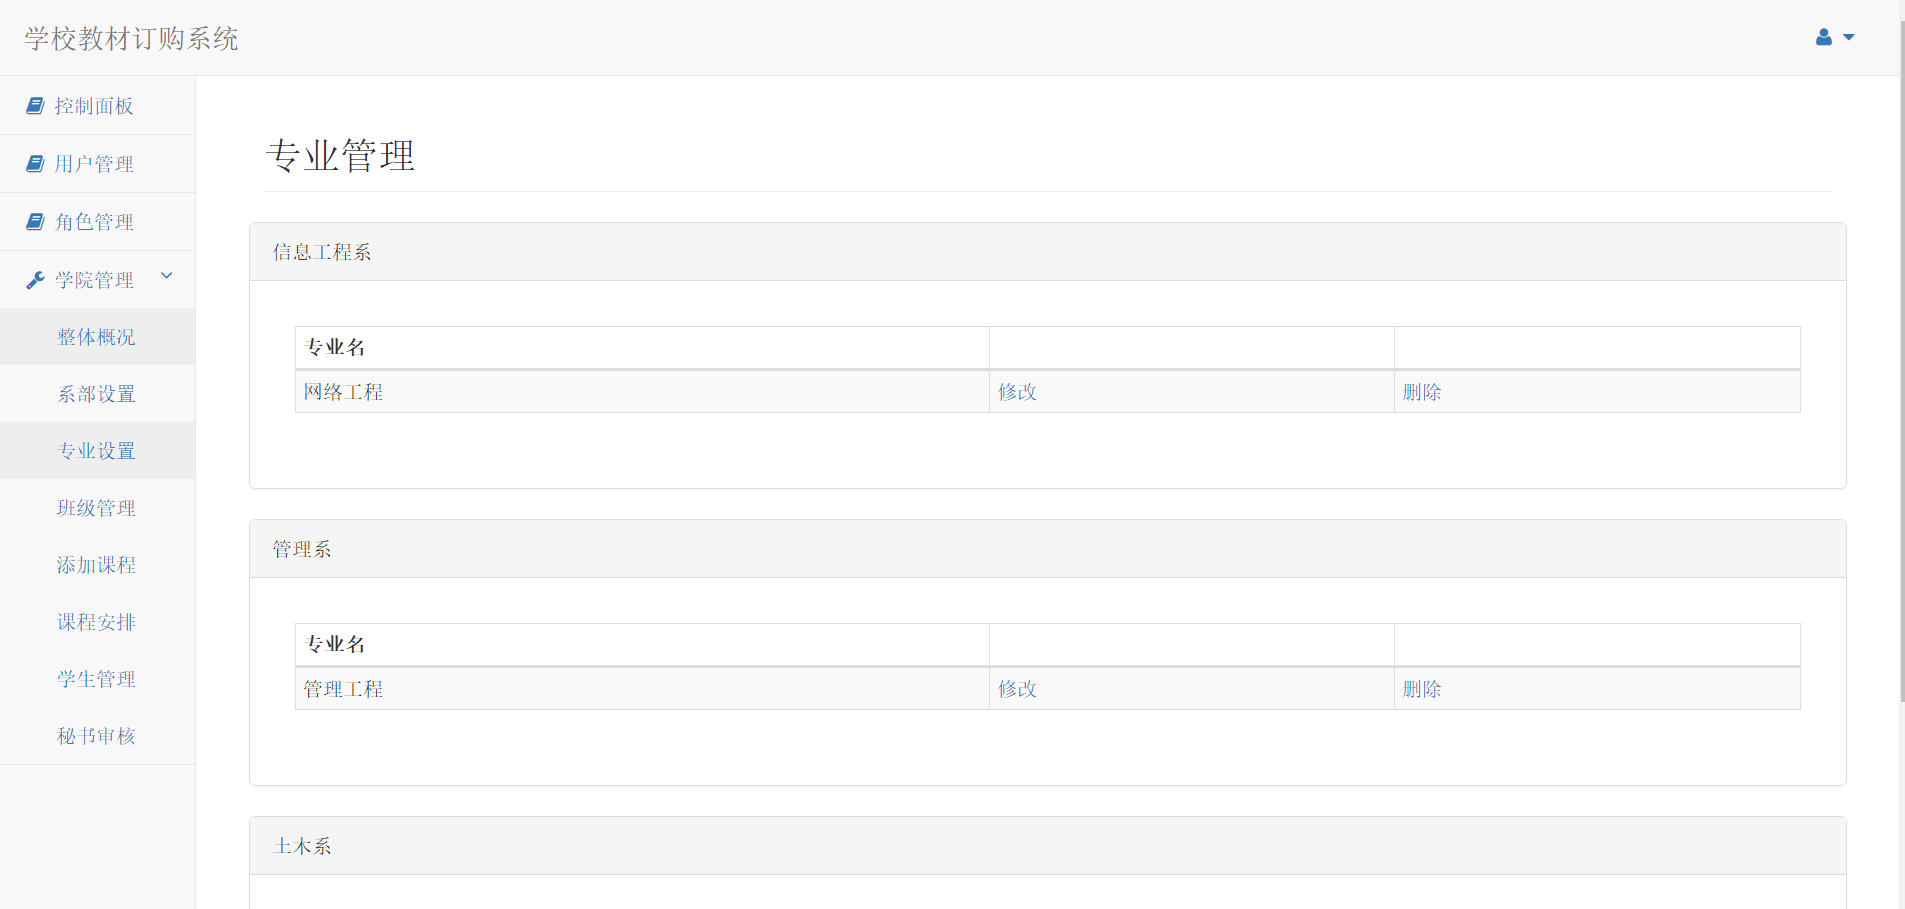 学校教材订购系统
控制面板
用户管理
角色管理
学院管理
整体概况
系部设置
专业设置
班级管理
添加课程
课程安排
学生管理
秘书审核
专业管理
信息工程系
专业名
网络工程 修改 删除
管理系
专业名
管理工程 修改 删除
土木系